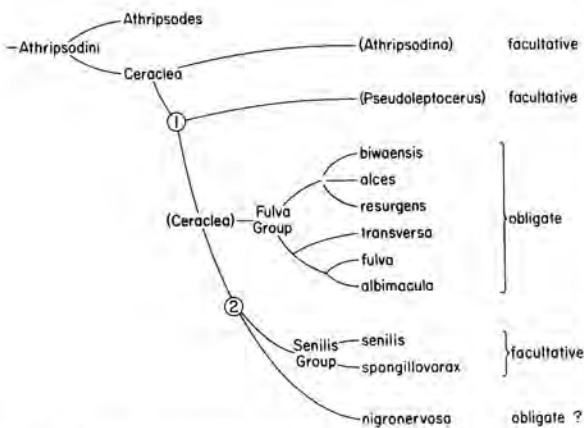 Athripsodes
Athripsodini
Ceraclea
(Athripsodina) facultative
1
(Pseudoleptocerus) facultative
biwaensis
alces
resurgens
(Ceraclea)
Fulva
Group
transversa
fulva
albimacula
obligate
2
Senilis
Group
senilis
spongillovorax
facultative
nigronervosa obligate ?